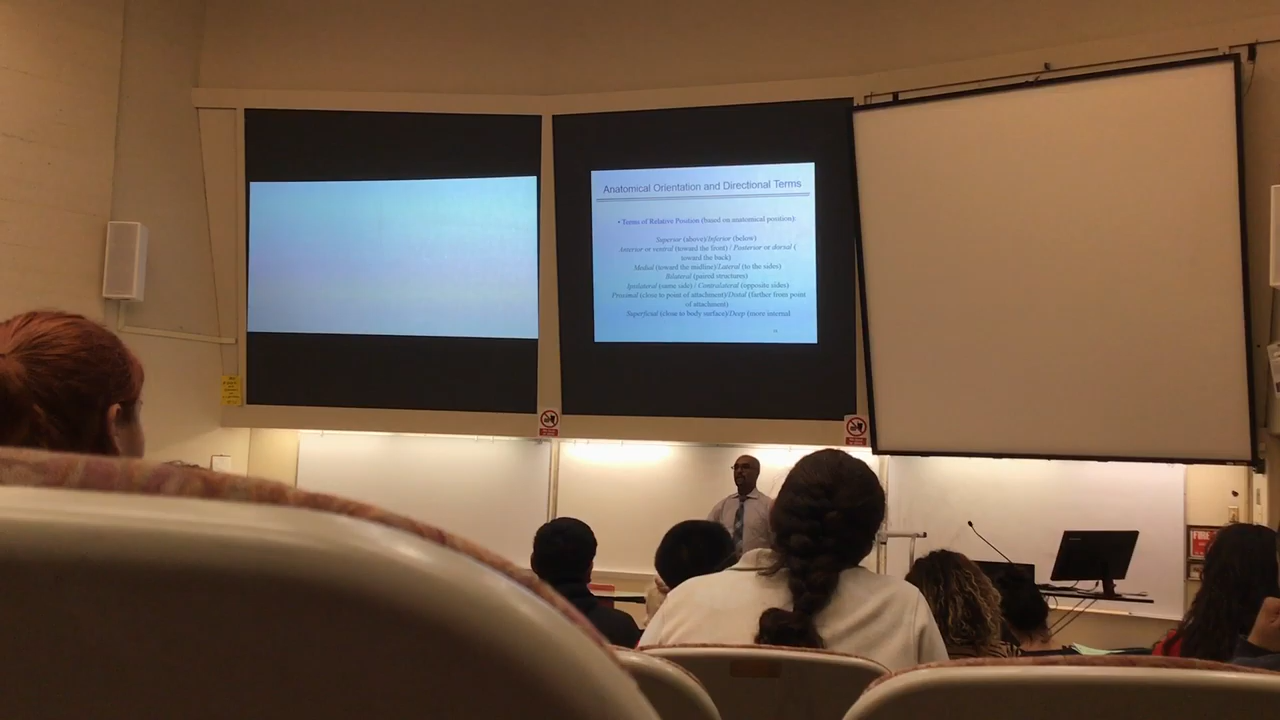 Anatomical Orientation and Directional Terms
• Terms of Relative Position (based on anatomical position):
Superior (above)/Inferior (below)
Anterior or ventral (toward the front) / Posterior or dorsal (
toward the back)
Medial (toward the midline)/Lateral (to the sides)
Bilateral (paired structures)
Ipsilateral (same side) / Contralateral (opposite sides)
Proximal (close to point of attachment)/Distal (farther from point
of attachment)
Superficial (close to body surface)/Deep (more internal
FIRE